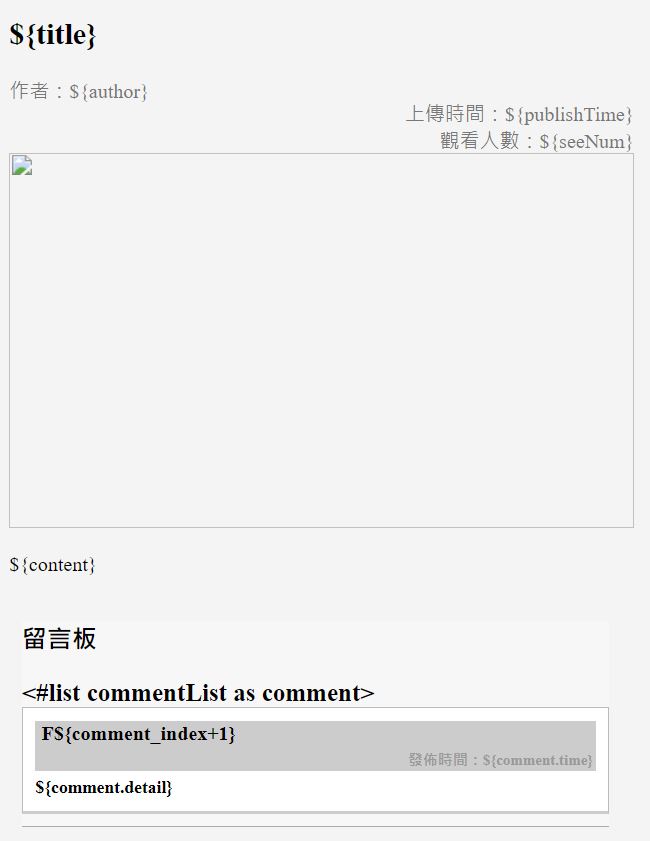 ${title}
作者：${author}
上傳時間：${publishTime}
觀看人數：${seeNum}
${content}
留言板
<#list commentList as comment>
F${comment_index+1}
發佈時間：${comment.time}
${comment.detail}